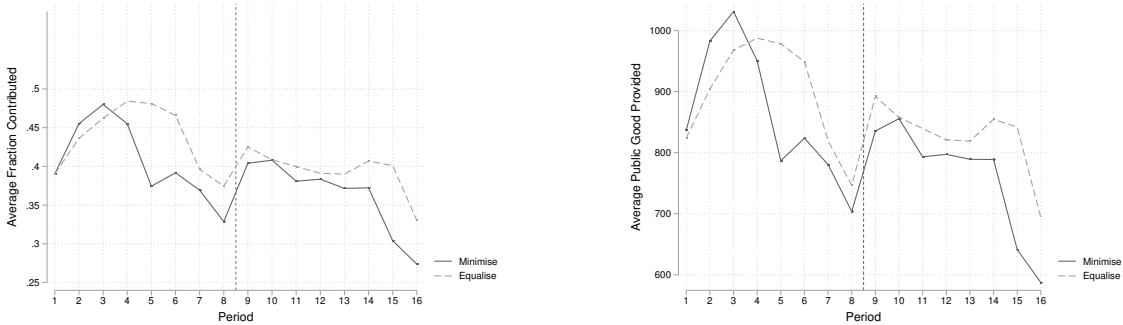 Average Fraction Contributed
.5
.45
.4
.35
.3
.25
1 2 3 4 5 6 7 8 9 10 11 12 13 14 15 16
Period
Minimise
Equalise
Average Public Good Provided
1000
900
800
700
600
1 2 3 4 5 6 7 8 9 10 11 12 13 14 15 16
Period
Minimise
Equalise